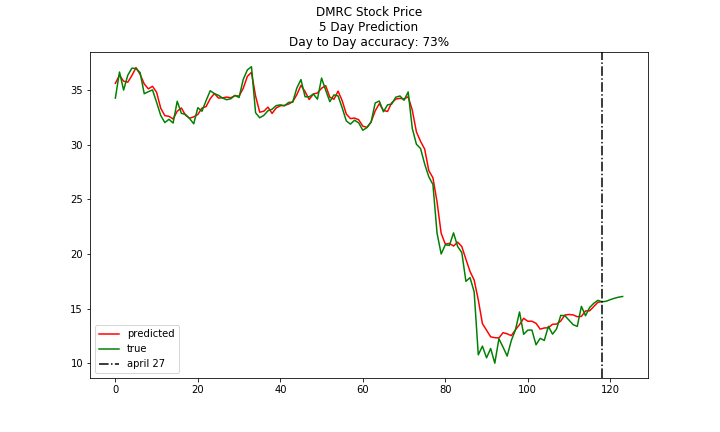 DMRC Stock Price
5 Day Prediction
Day to Day accuracy: 73%
35
30
25
20
15
10
predicted
true
april 27
0 20 40 60 80 100 120